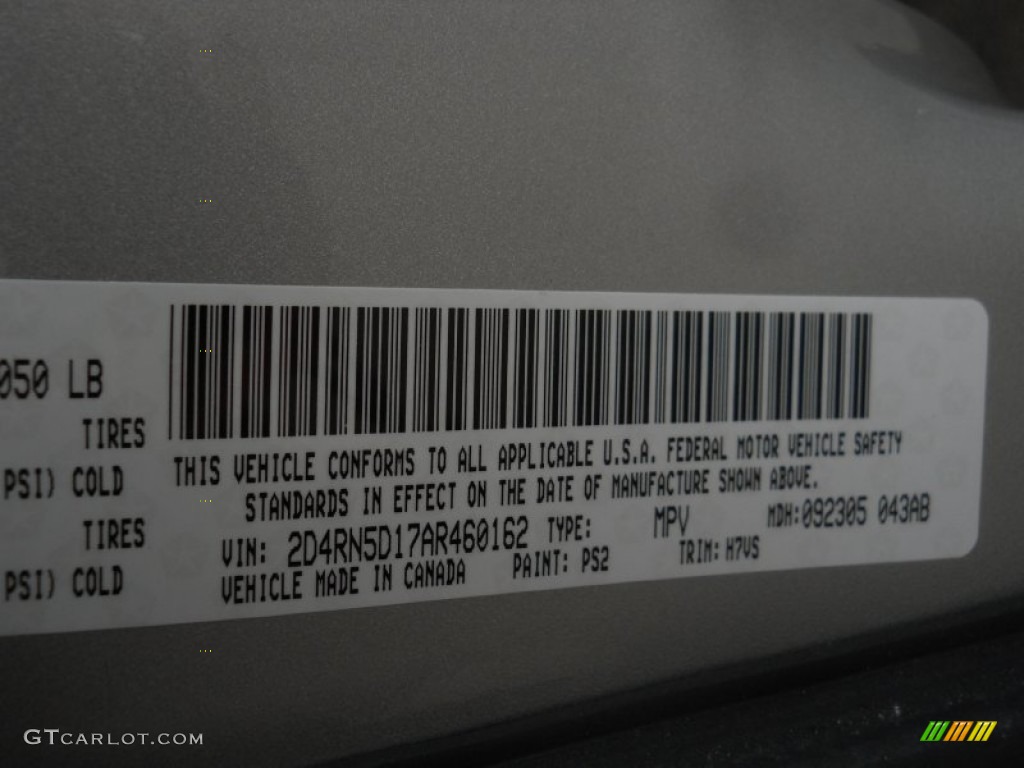 050 LB
TIRES
PSI) COLD
TIRES
PSI) COLD
THIS VEHICLE CONFORMS TO ALL APPLICABLE U.S.A. FEDERAL MOTOR VEHICLE SAFETY
STANDARDS IN EFFECT ON THE DATE OF MANUFACTURE SHOWN ABOVE.
VIN: 2D4RN5D17AR460162 TYPE: MPV MDH:092305 043AB
VEHICLE MADE IN CANADA PAINT: PS2 TRIM: H7VS
GTCARLOT.COM